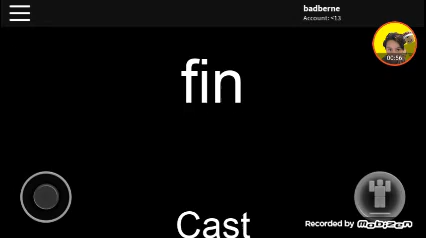 badberne
Account: <13
00:56
fin
Cast
Recorded by Mobizen